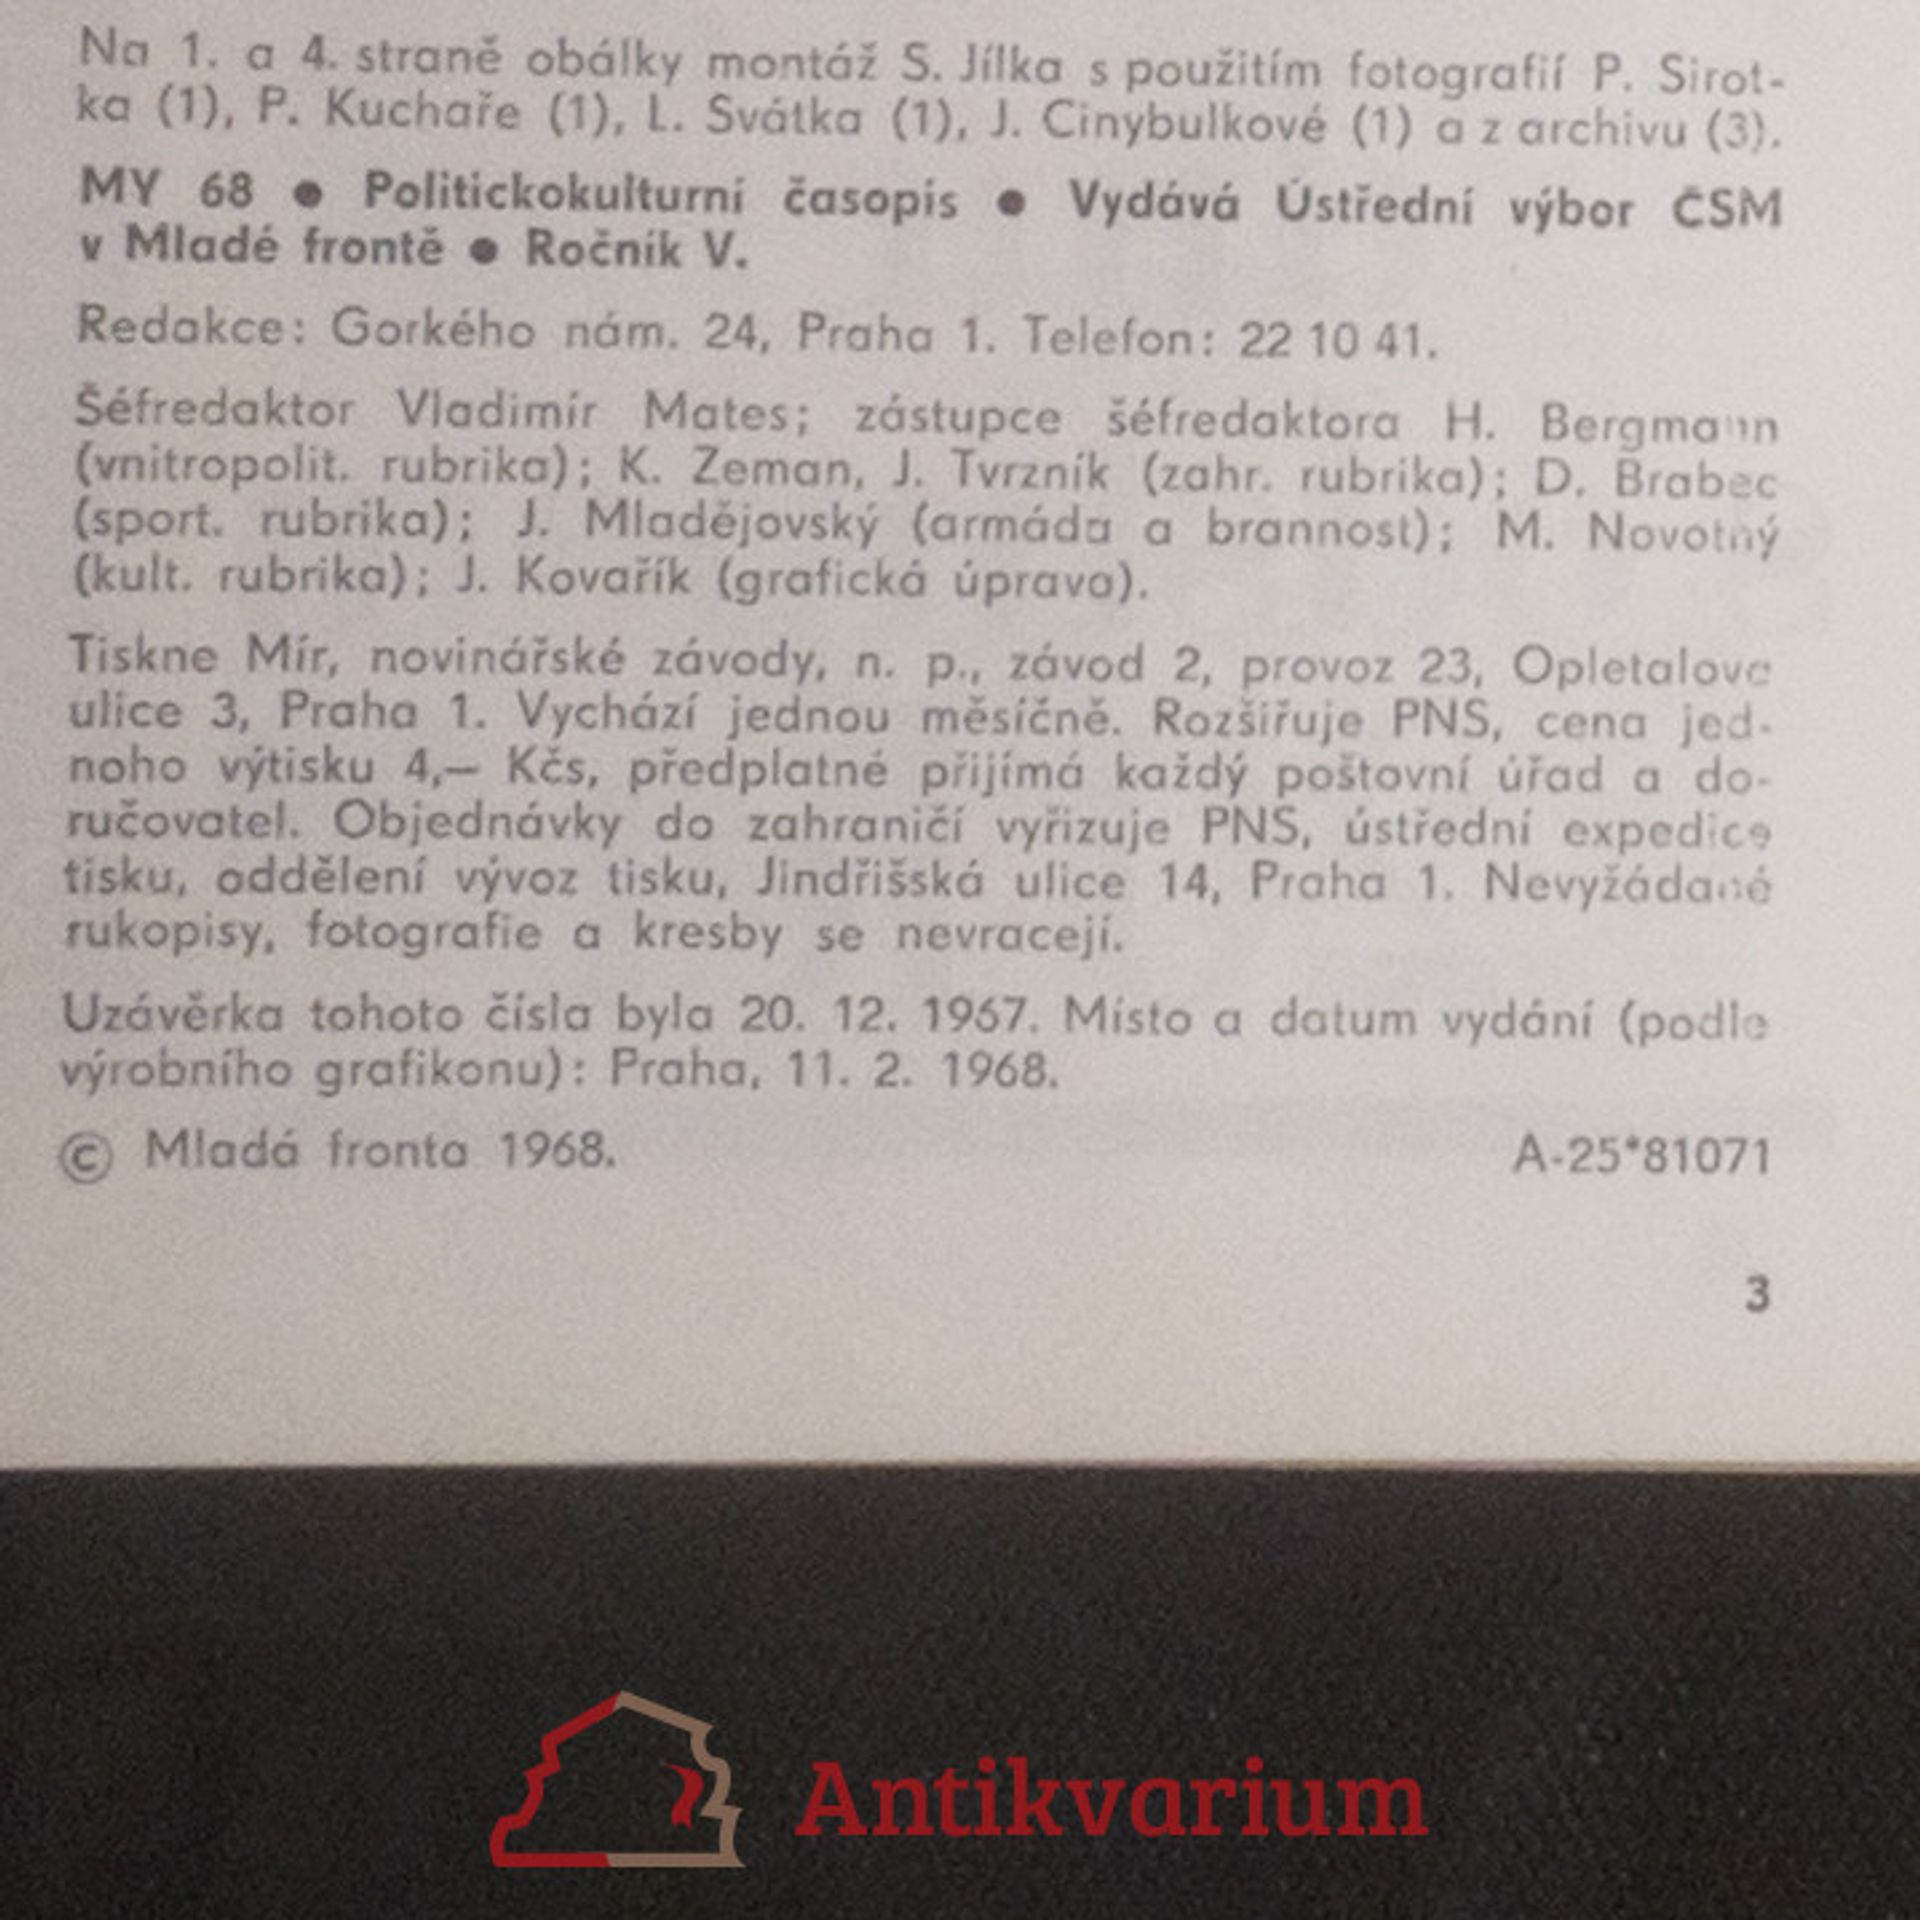 Na 1. a 4. straně obálky montáž S. Jílka s použitím fotografií P. Sirot-
ka (1), P. Kuchaře (1), L. Svátka (1), J. Cinybulkové (1) a z archivu (3).
MY 68 ● Politickokulturní časopis ● Vydává Ústřední výbor ČSM
v Mladé frontě ● Ročník V.
Redakce: Gorkého nám. 24, Praha 1. Telefon: 22 10 41.
Šéfredaktor Vladimír Mates; zástupce šéfredaktora H. Bergmann
(vnitropolit. rubrika); K. Zeman, J. Tvrzník (zahr. rubrika); D. Brabec
(sport. rubrika); J. Mladějovský (armáda a brannost); M. Novotný
(kult. rubrika); J. Kovařík (grafická úprava).
Tiskne Mír, novinářské závody, n. p., závod 2, provoz 23, Opletalova
ulice 3, Praha 1. Vychází jednou měsíčně. Rozšiřuje PNS, cena jed-
noho výtisku 4,— Kčs, předplatné přijímá každý poštovní úřad a do-
ručovatel. Objednávky do zahraničí vyřizuje PNS, ústřední expedice
tisku, oddělení vývoz tisku, Jindřišská ulice 14, Praha 1. Nevyžádané
rukopisy, fotografie a kresby se nevracejí.
Uzávěrka tohoto čísla byla 20. 12. 1967. Místo a datum vydání (podle
výrobního grafikonu): Praha, 11. 2. 1968.
© Mladá fronta 1968. A-25*81071
3
Antikvarium